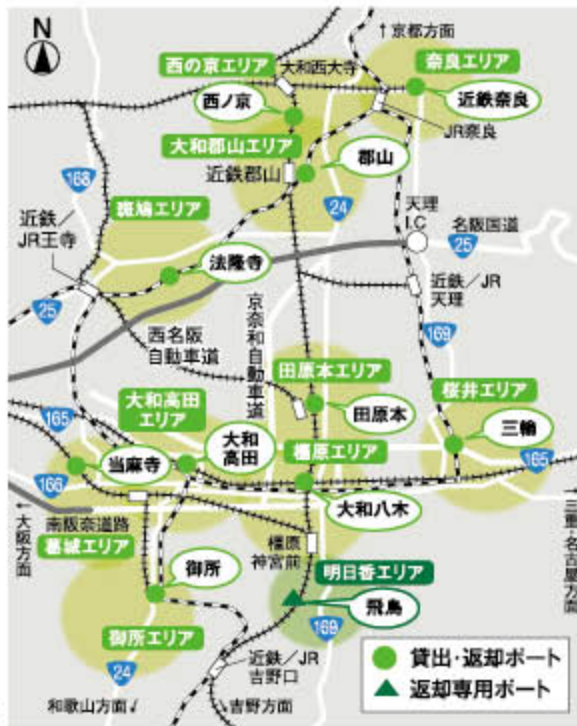 N
↑京都方面
西の京エリア
大和西大寺
奈良エリア
西ノ京
近鉄奈良
JR奈良
大和郡山エリア
郡山
近鉄郡山
168
24
斑鳩エリア
天理
I.C
名阪国道
25
近鉄/
JR王寺
法隆寺
近鉄/JR
天理
25
西名阪
自動車道
京奈和自動車道
169
田原本エリア
桜井エリア
大和高田
エリア
田原本
165
三輪
当麻寺
大和
高田
橿原エリア
165
166
大和八木
←大阪方面
南阪奈道路
葛城エリア
橿原
神宮前
三重・名古屋方面→
御所
明日香エリア
飛鳥
御所エリア
169
24
近鉄/JR
吉野口
和歌山方面↙
↘吉野方面
貸出・返却ポート
返却専用ポート